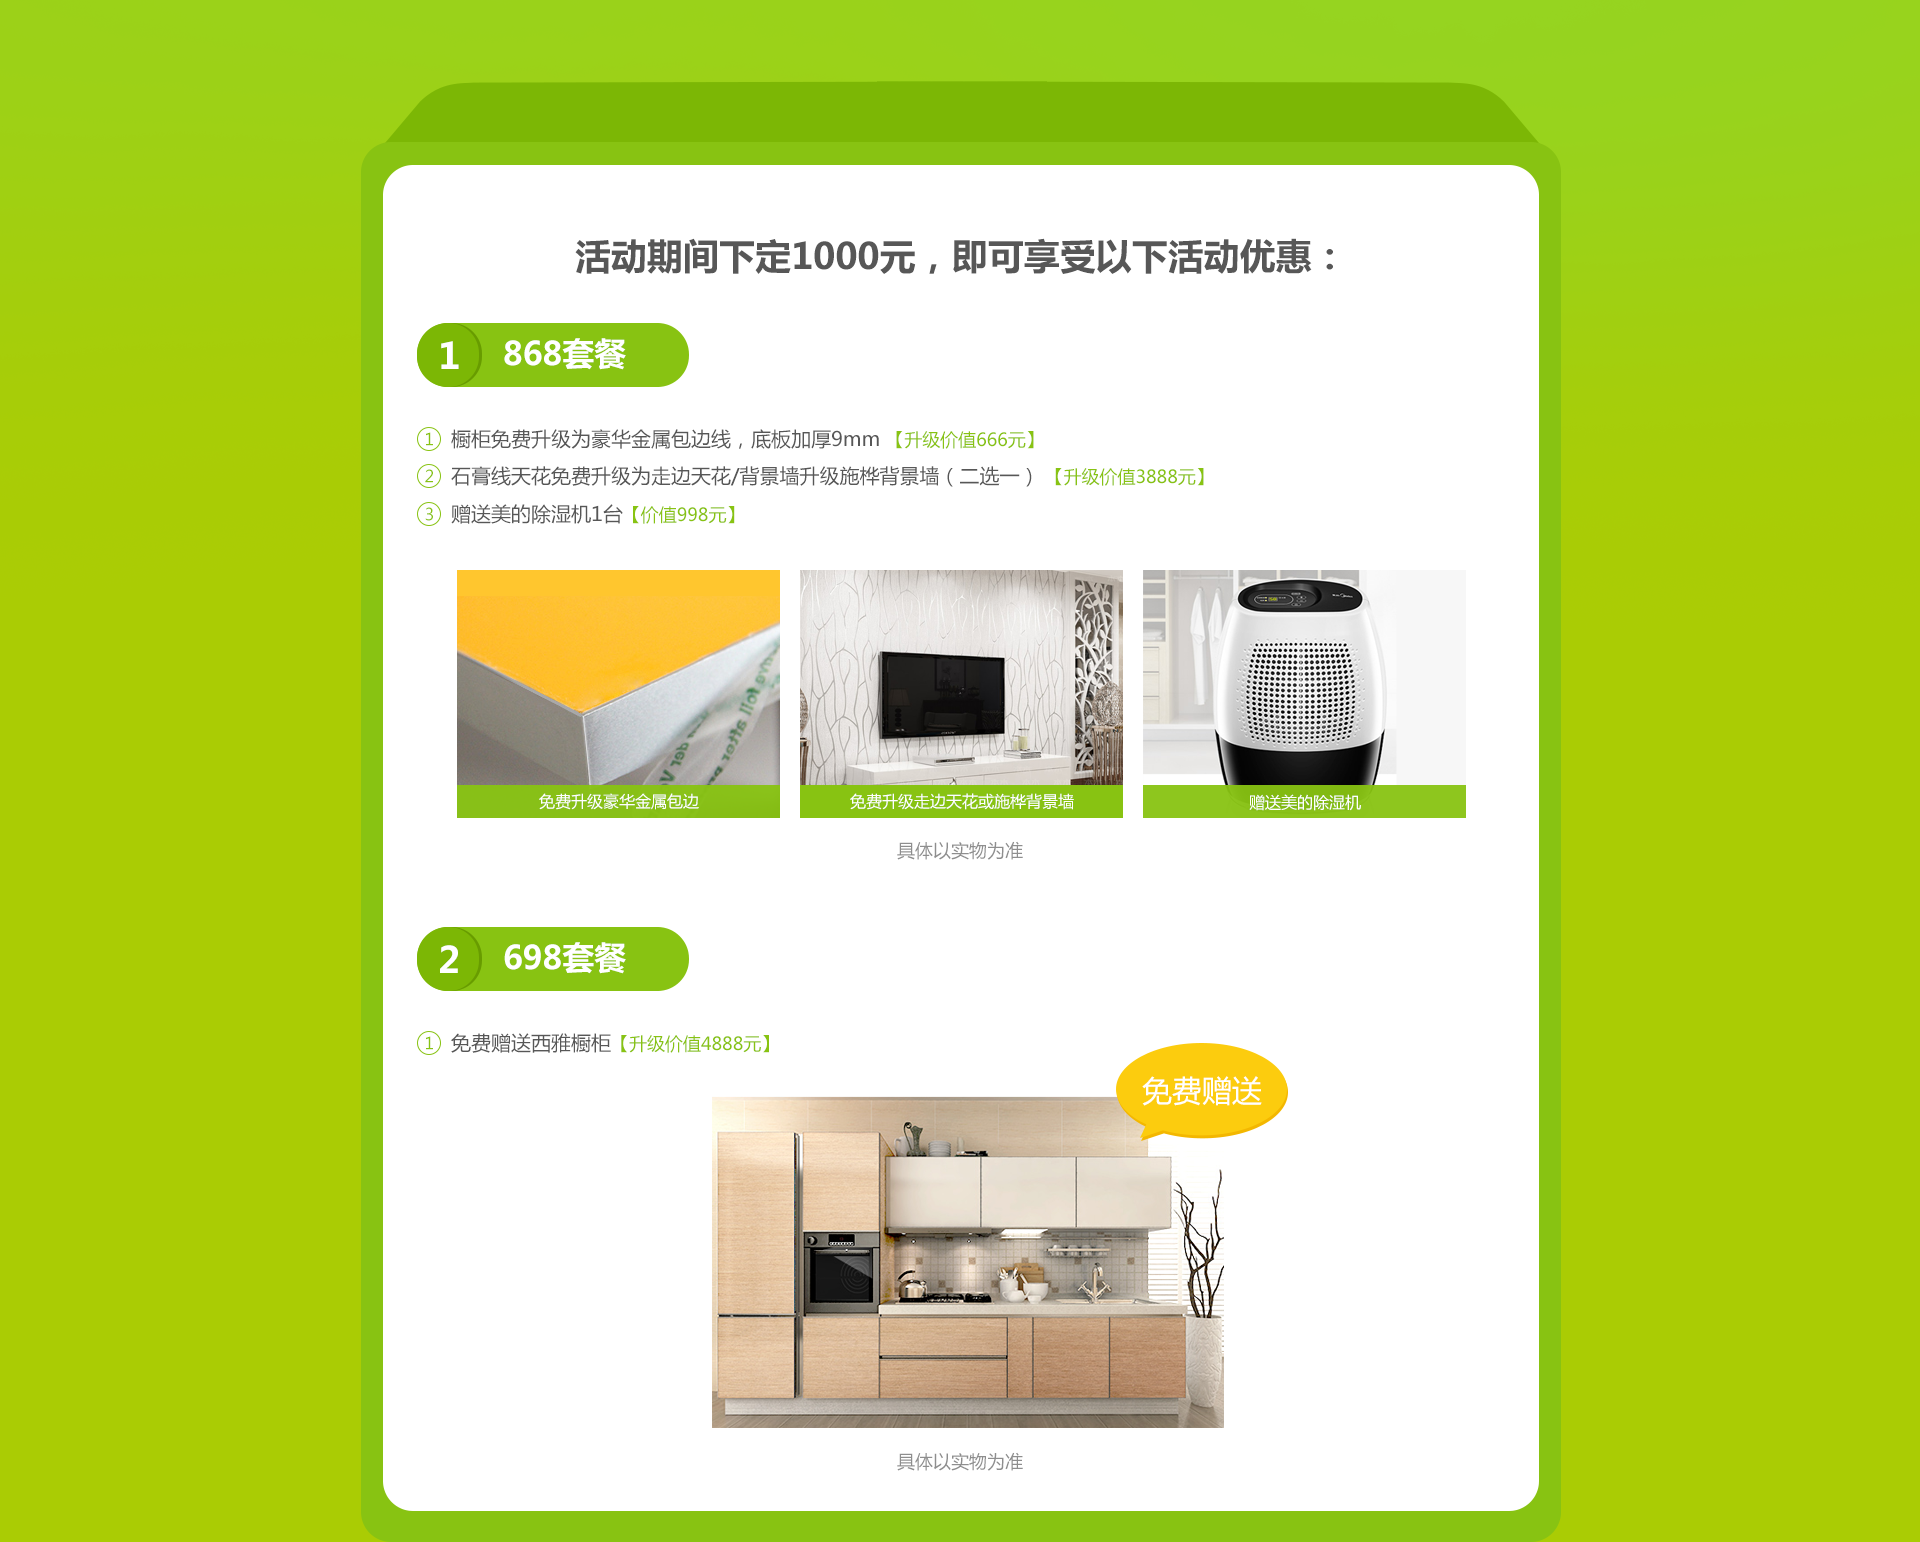 活动期间下定1000元，即可享受以下活动优惠：
1 868套餐
① 橱柜免费升级为豪华金属包边线，底板加厚9mm【升级价值666元】
② 石膏线天花免费升级为走边天花/背景墙升级施桦背景墙（二选一）【升级价值3888元】
③ 赠送美的除湿机1台【价值998元】
免费升级豪华金属包边
免费升级走边天花或施桦背景墙
赠送美的除湿机
具体以实物为准
2 698套餐
① 免费赠送西雅橱柜【升级价值4888元】
免费赠送
具体以实物为准